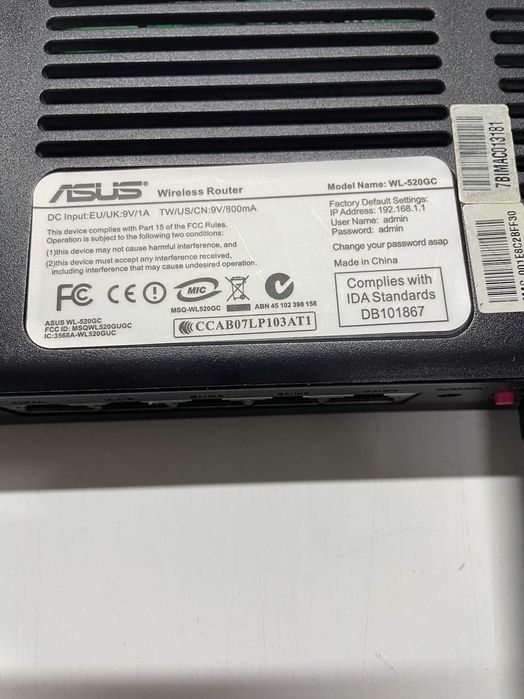 ASUS Wireless Router
Model Name: WL-520GC
DC Input:EU/UK:9V/1A TW/US/CN:9V/800mA
This device complies with Part 15 of the FCC Rules.
Operation is subject to the following two conditions:
(1)this device may not cause harmful interface, and
(2)this device must accept any interference received,
including interference that may cause undesired operation.
Factory Default Settings:
IP Address: 192.168.1.1
User Name: admin
Password: admin
Change your password asap
Made in China
FC CE MIC
MSQ-WL520GC
ABN 45 102 398 158
Complies with
IDA Standards
DB101867
ASUS WL-520GC
FCC ID: MSQWL520GUGC
IC:3568A-WL520GUC
CCAB07LP103AT1
7BIMAC013181